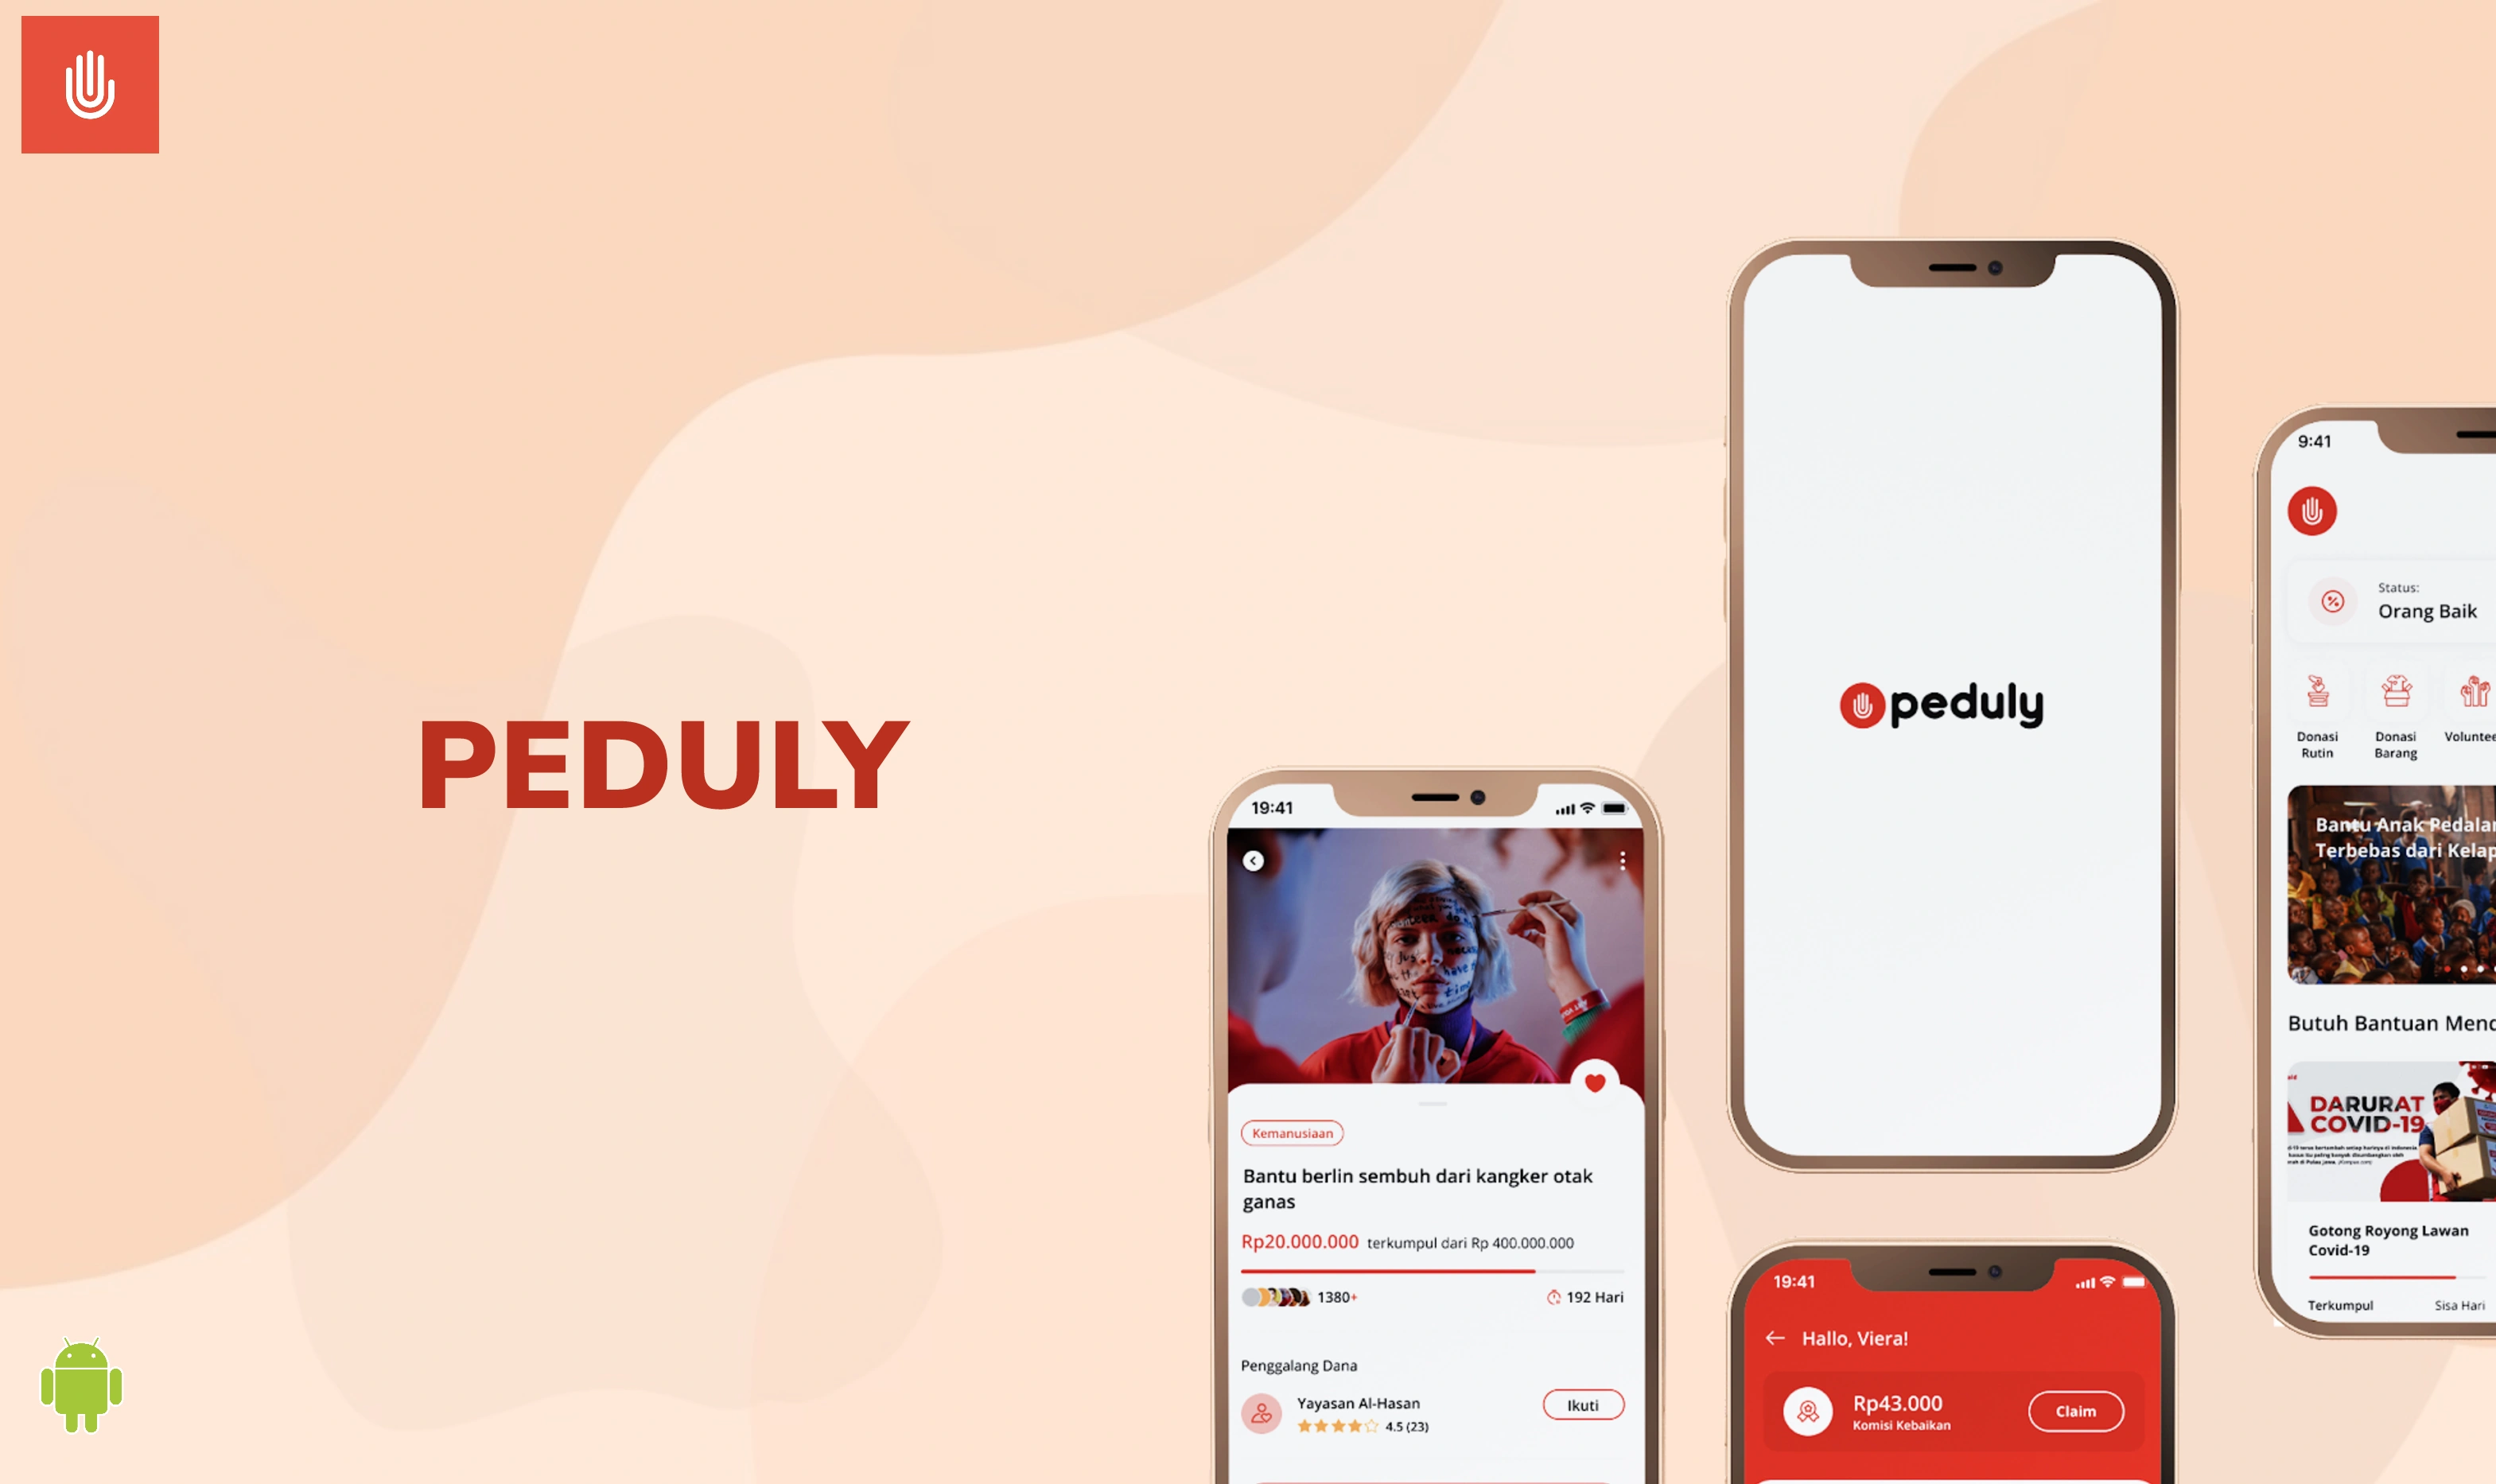 PEDULY
19:41
Kemanusiaan
Bantu berlin sembuh dari kangker otak
ganas
Rp20.000.000 terkumpul dari Rp 400.000.000
1380+
192 Hari
Penggalang Dana
Yayasan Al-Hasan
4.5 (23)
Ikuti
peduly
19:41
Hallo, Viera!
Rp43.000
Komisi Kebaikan
Claim
9:41
Status:
Orang Baik
Donasi
Rutin
Donasi
Barang
Voluntee
Bantu Anak Pedalar
Terbebas dari Kelap
Butuh Bantuan Mend
DARURAT
COVID-19
Gotong Royong Lawan
Covid-19
Terkumpul
Sisa Hari